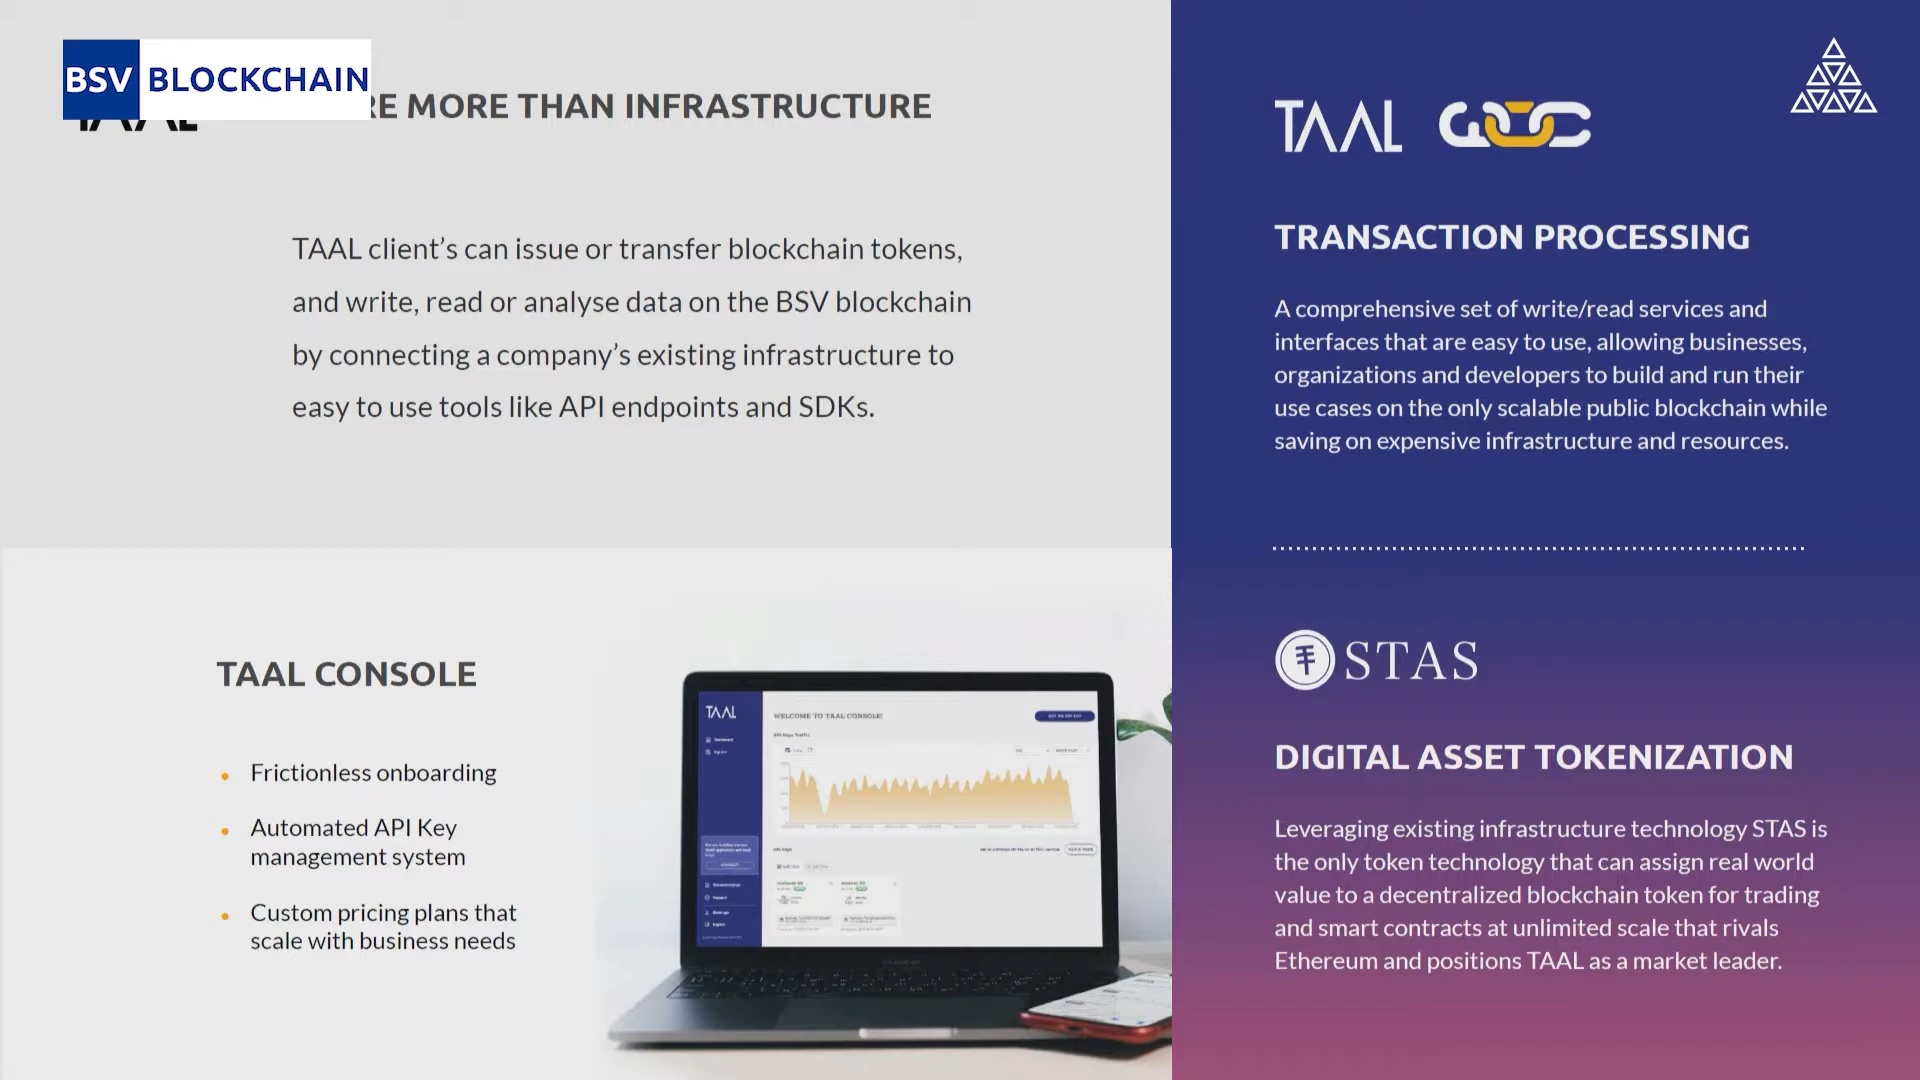 BSV BLOCKCHAIN
RE MORE THAN INFRASTRUCTURE
TAAL client’s can issue or transfer blockchain tokens,
and write, read or analyse data on the BSV blockchain
by connecting a company’s existing infrastructure to
easy to use tools like API endpoints and SDKs.
TAAL CONSOLE
Frictionless onboarding
Automated API Key
management system
Custom pricing plans that
scale with business needs
TAAL
WELCOME TO TAAL CONSOLE!
TAAL
TRANSACTION PROCESSING
A comprehensive set of write/read services and
interfaces that are easy to use, allowing businesses,
organizations and developers to build and run their
use cases on the only scalable public blockchain while
saving on expensive infrastructure and resources.
STAS
DIGITAL ASSET TOKENIZATION
Leveraging existing infrastructure technology STAS is
the only token technology that can assign real world
value to a decentralized blockchain token for trading
and smart contracts at unlimited scale that rivals
Ethereum and positions TAAL as a market leader.